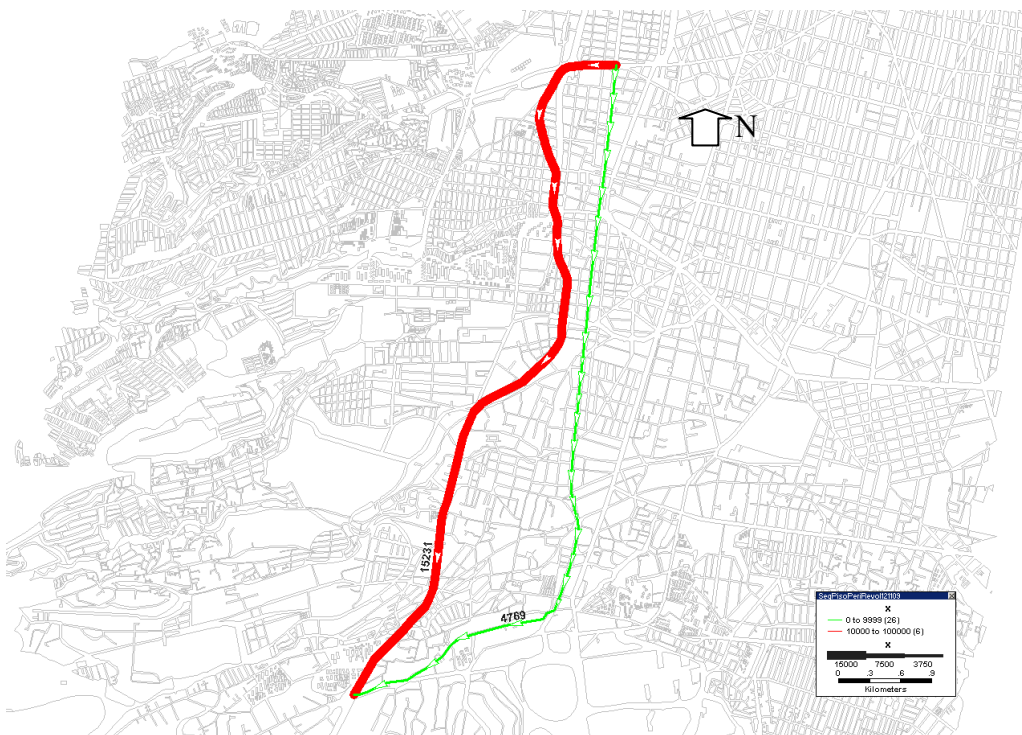 N
15231
4769
SegPisoPeriRevol121109
X
0 to 9999 (26)
10000 to 100000 (6)
X
15000 7500 3750
0 .3 .6 .9
Kilometers